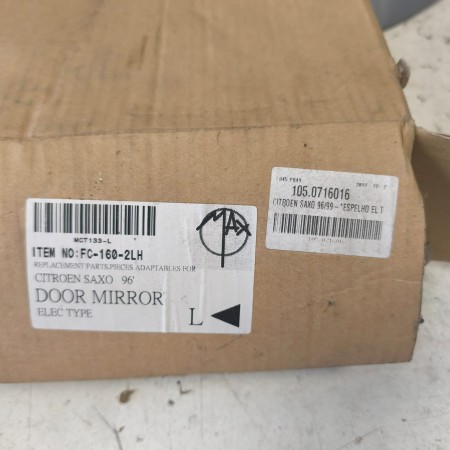 MCT133-L
ITEM NO:FC-160-2LH
REPLACEMENT PARTS,PIECES ADAPTABLES FOR
CITROEN SAXO 96'
DOOR MIRROR
ELEC TYPE
L
MAX
105.0716016
CITROEN SAXO 96/99-*ESPELHO EL T